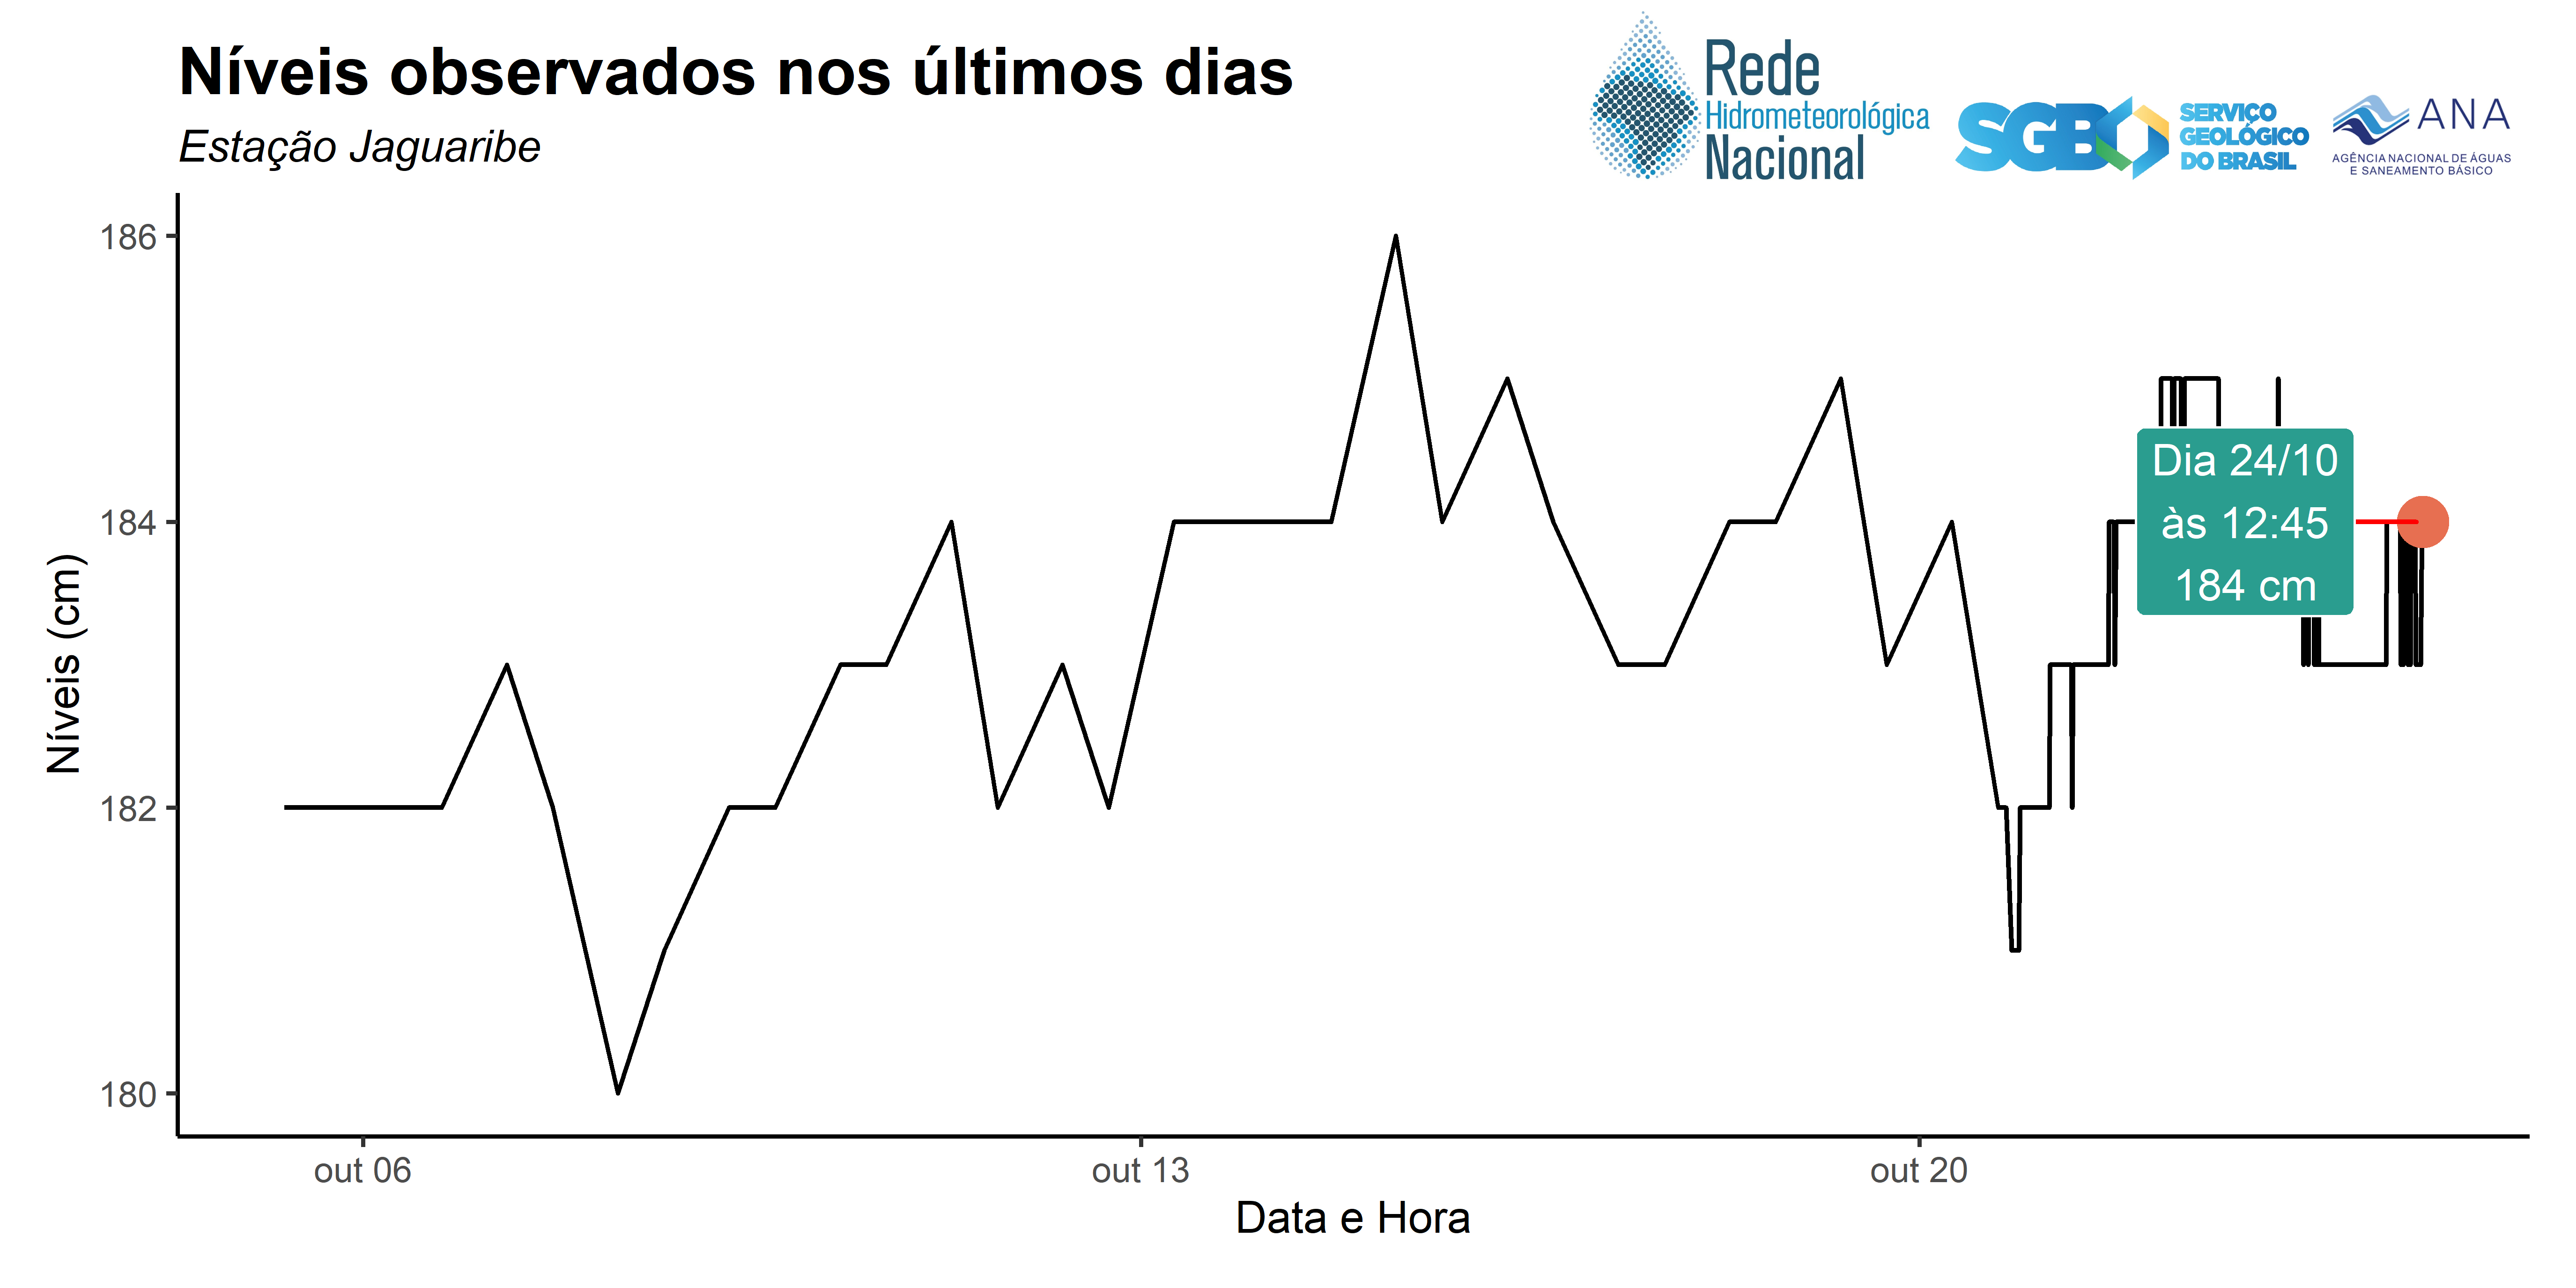 Níveis observados nos últimos dias
Estação Jaguaribe
Rede
Hidrometeorológica
Nacional
SGB
SERVIÇO
GEOLÓGICO
DO BRASIL
ANA
AGÊNCIA NACIONAL DE ÁGUAS
E SANEAMENTO BÁSICO
Níveis (cm)
186
184
182
180
Dia 24/10
às 12:45
184 cm
out 06
out 13
out 20
Data e Hora